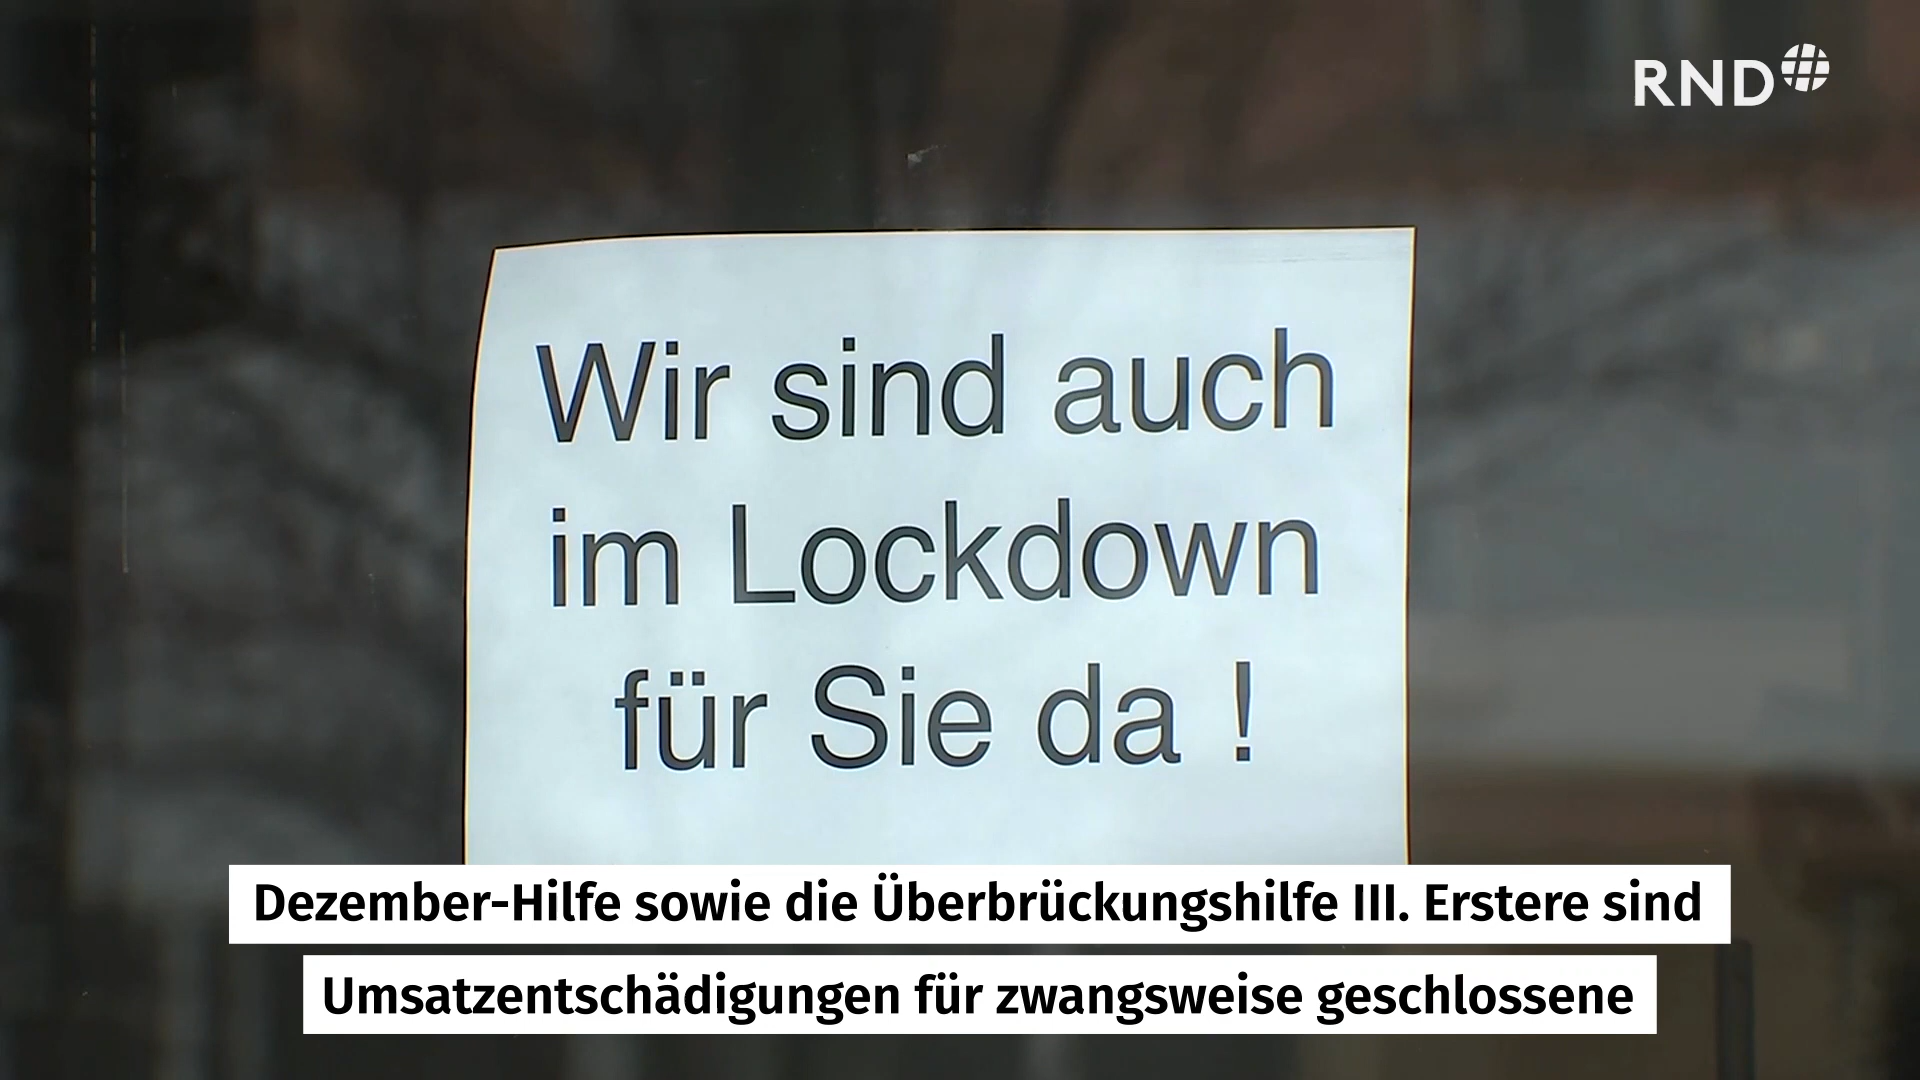 RND
Wir sind auch
im Lockdown
für Sie da !
Dezember-Hilfe sowie die Überbrückungshilfe III. Erstere sind
Umsatzentschädigungen für zwangsweise geschlossene